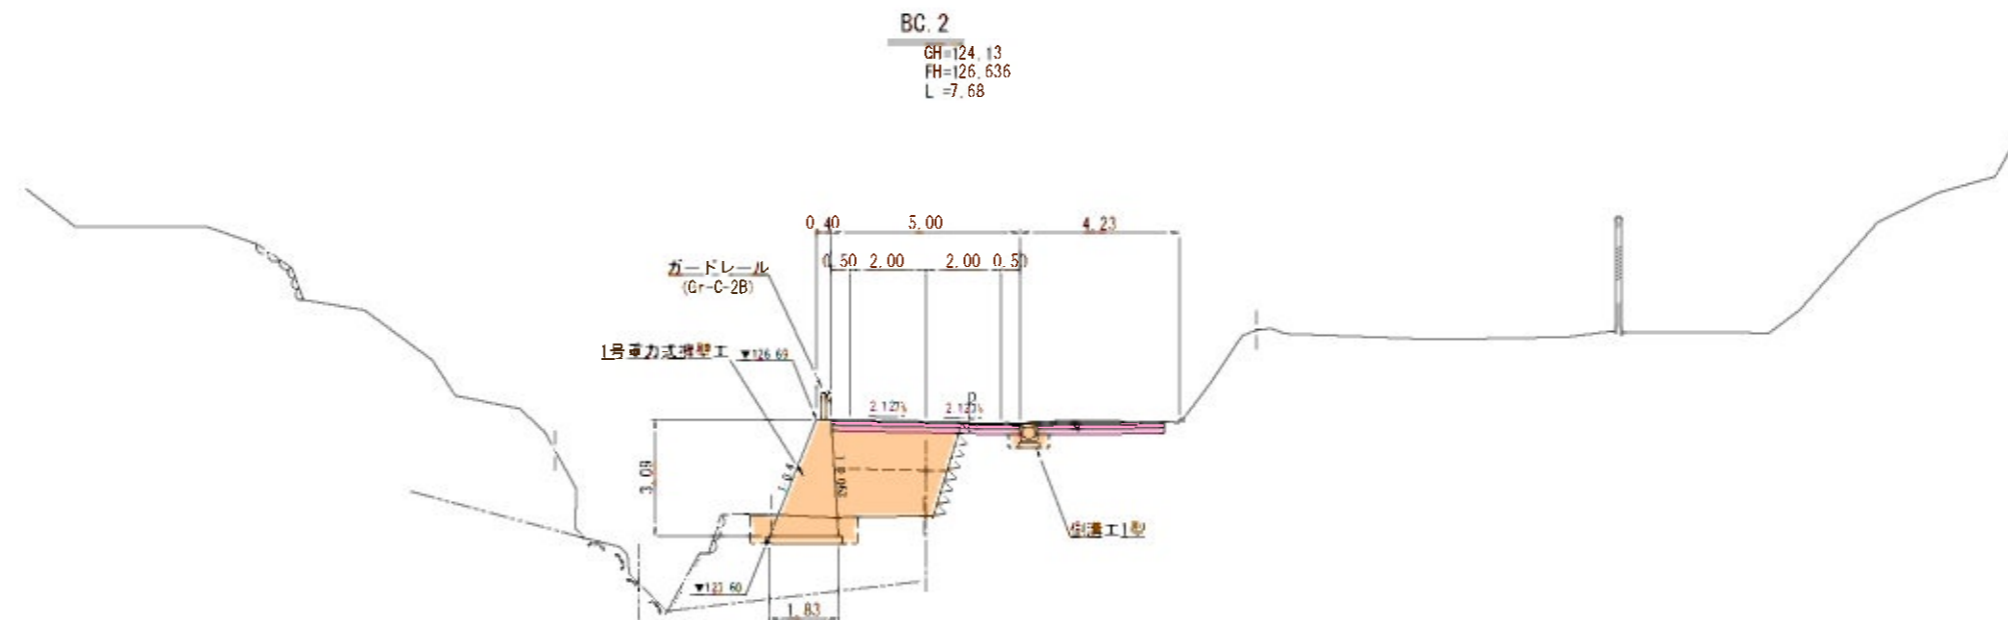 BC. 2
GH=124. 13
FH=126. 636
L =7. 68
0. 40 5. 00 4. 23
0. 50 2. 00 2. 00 0. 50
ガードレール
(Gr-C-2B)
1号重力式擁壁工
▼126.69
2.127%
2.127%
3.09
側溝工1型
▼123.60
1. 83